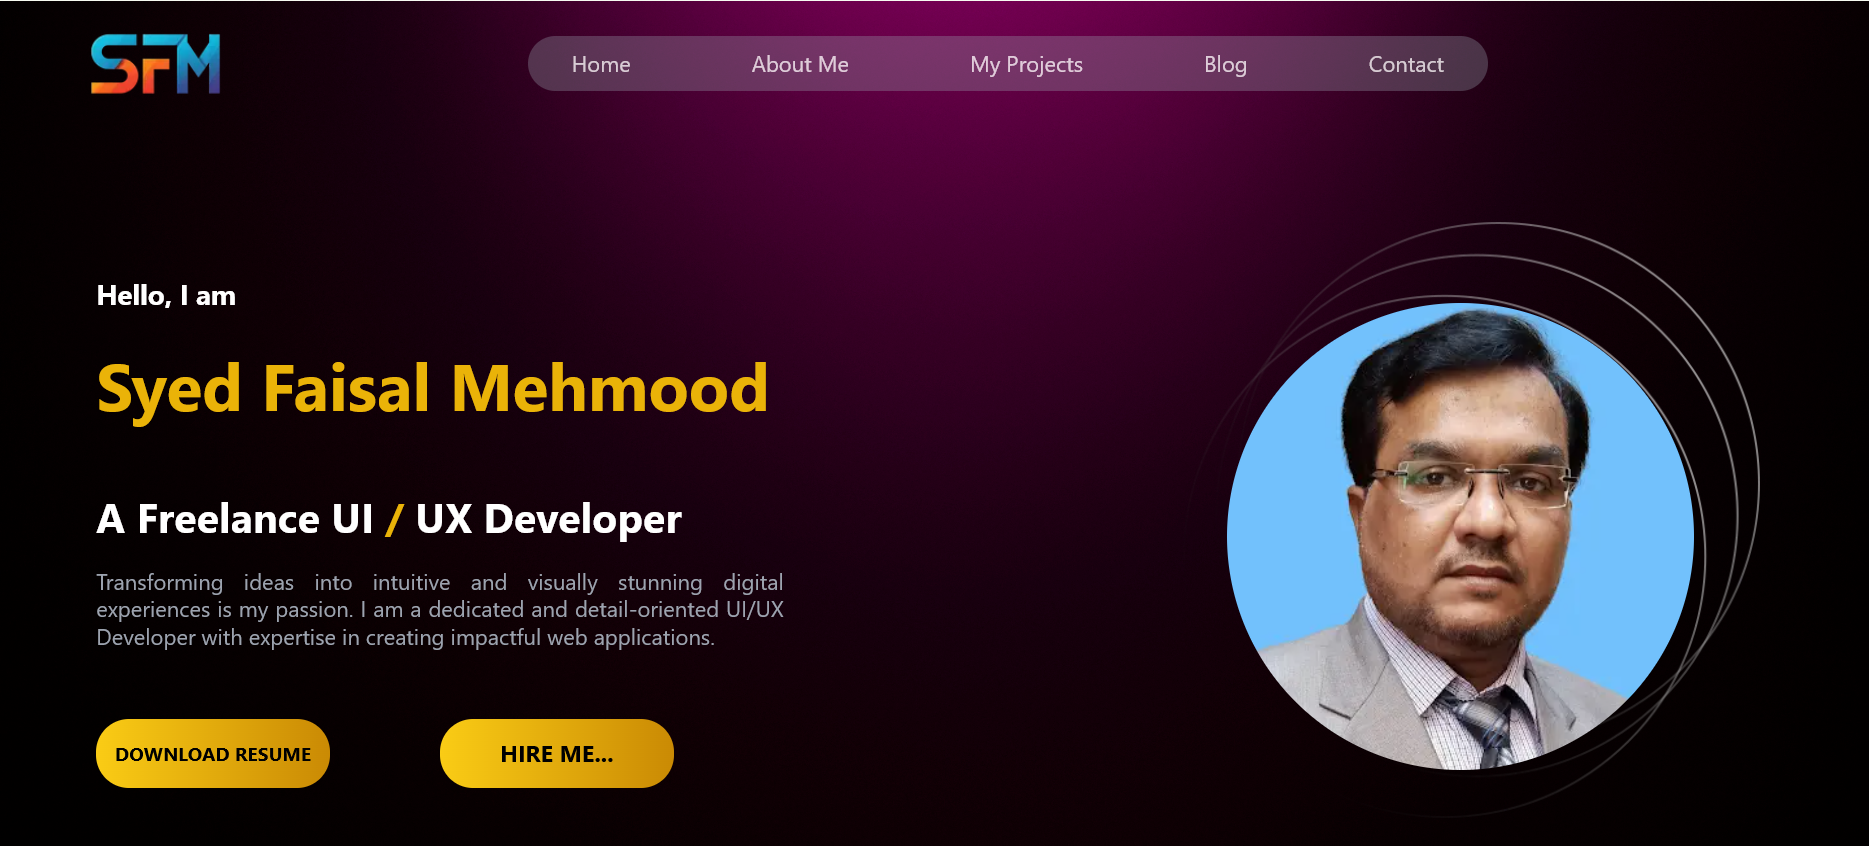 SFM
Home About Me My Projects Blog Contact
Hello, I am
Syed Faisal Mehmood
A Freelance UI / UX Developer
Transforming ideas into intuitive and visually stunning digital
experiences is my passion. I am a dedicated and detail-oriented UI/UX
Developer with expertise in creating impactful web applications.
DOWNLOAD RESUME HIRE ME...